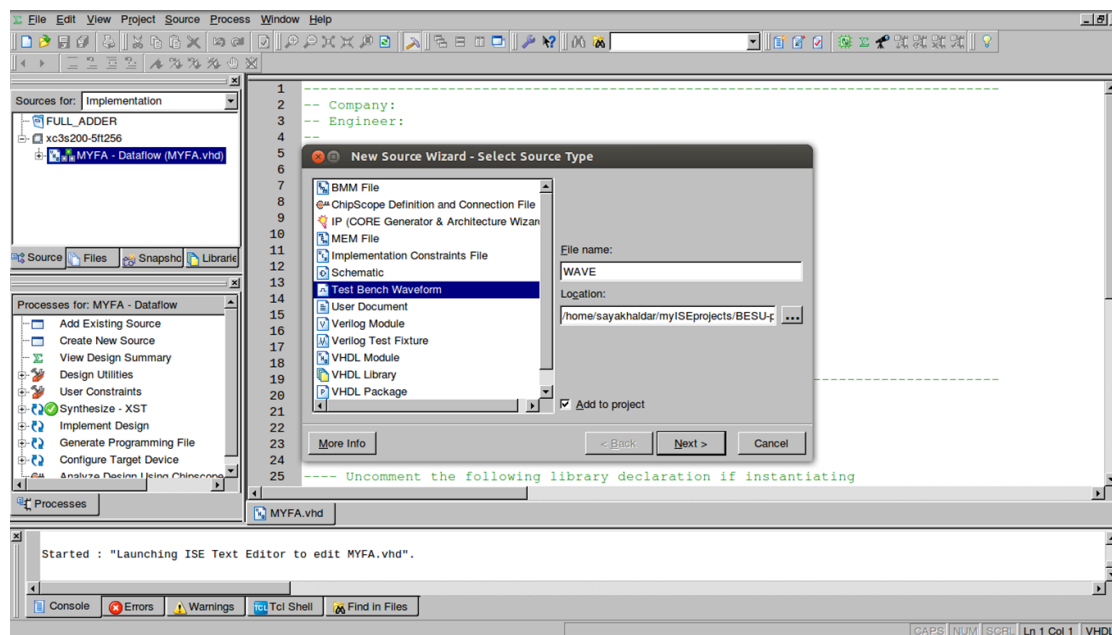 File Edit View Project Source Process Window Help
Sources for: Implementation
FULL_ADDER
xc3s200-5ft256
MYFA - Dataflow (MYFA.vhd)
Source Files Snapsho Librarie
Processes for: MYFA - Dataflow
Add Existing Source
Create New Source
View Design Summary
Design Utilities
User Constraints
Synthesize - XST
Implement Design
Generate Programming File
Configure Target Device
Analyze Design Using Chipscope
Processes
1
2 -- Company:
3 -- Engineer:
4 --
5
6
7
8
9
10
11
12
13
14
15
16
17
18
19
20
21
22
23
24
25 ---- Uncomment the following library declaration if instantiating
MYFA.vhd
New Source Wizard - Select Source Type
BMM File
ChipScope Definition and Connection File
IP (CORE Generator & Architecture Wizar
MEM File
Implementation Constraints File
Schematic
Test Bench Waveform
User Document
Verilog Module
Verilog Test Fixture
VHDL Module
VHDL Library
VHDL Package
File name:
WAVE
Location:
/home/sayakhaldar/myISEprojects/BESU-p
...
Add to project
More Info < Back Next > Cancel
Started : "Launching ISE Text Editor to edit MYFA.vhd".
Console Errors Warnings TCL Tcl Shell Find in Files
CAPS NUM SCRL Ln 1 Col 1 VHDL